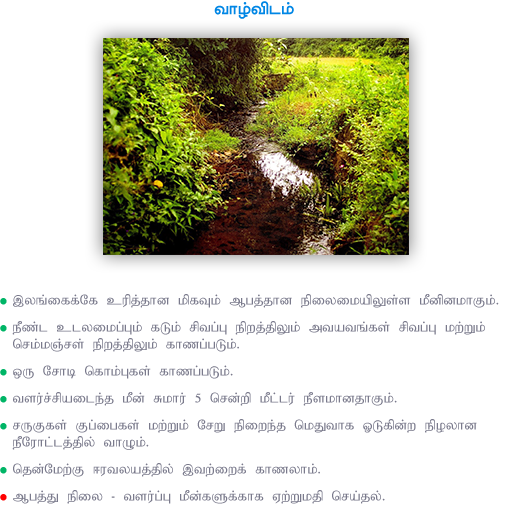 வாழ்விடம்
இலங்கைக்கே உரித்தான மிகவும் ஆபத்தான நிலைமையிலுள்ள மீனினமாகும்.
நீண்ட உடலமைப்பும் கடும் சிவப்பு நிறத்திலும் அவயவங்கள் சிவப்பு மற்றும்
செம்மஞ்சள் நிறத்திலும் காணப்படும்.
ஒரு சோடி கொம்புகள் காணப்படும்.
வளர்ச்சியடைந்த மீன் சுமார் 5 சென்றி மீட்டர் நீளமானதாகும்.
சருகுகள் குப்பைகள் மற்றும் சேறு நிறைந்த மெதுவாக ஓடுகின்ற நிழலான
நீரோட்டத்தில் வாழும்.
தென்மேற்கு ஈரவலயத்தில் இவற்றைக் காணலாம்.
ஆபத்து நிலை - வளர்ப்பு மீன்களுக்காக ஏற்றுமதி செய்தல்.